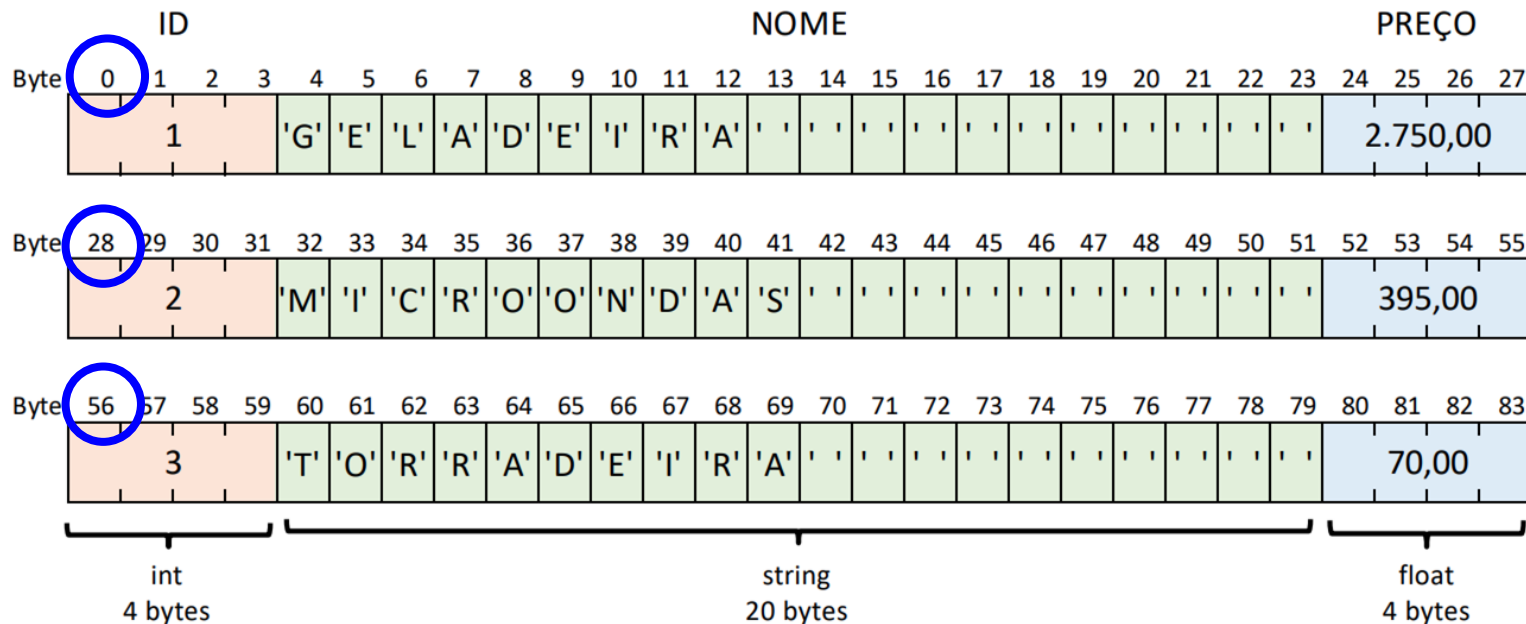 ID NOME PREÇO
Byte 0 1 2 3 4 5 6 7 8 9 10 11 12 13 14 15 16 17 18 19 20 21 22 23 24 25 26 27
1 'G' 'E' 'L' 'A' 'D' 'E' 'I' 'R' 'A' ' ' ' ' ' ' ' ' ' ' ' ' ' ' ' ' ' ' ' ' ' ' 2.750,00
Byte 28 29 30 31 32 33 34 35 36 37 38 39 40 41 42 43 44 45 46 47 48 49 50 51 52 53 54 55
2 'M' 'I' 'C' 'R' 'O' 'O' 'N' 'D' 'A' 'S' ' ' ' ' ' ' ' ' ' ' ' ' ' ' ' ' ' ' ' ' 395,00
Byte 56 57 58 59 60 61 62 63 64 65 66 67 68 69 70 71 72 73 74 75 76 77 78 79 80 81 82 83
3 'T' 'O' 'R' 'R' 'A' 'D' 'E' 'I' 'R' 'A' ' ' ' ' ' ' ' ' ' ' ' ' ' ' ' ' ' ' ' ' 70,00
int string float
4 bytes 20 bytes 4 bytes